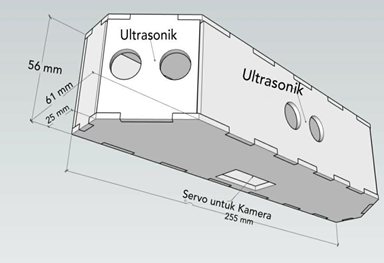 Ultrasonik
56 mm
Ultrasonik
61 mm
25 mm
Servo untuk Kamera
255 mm